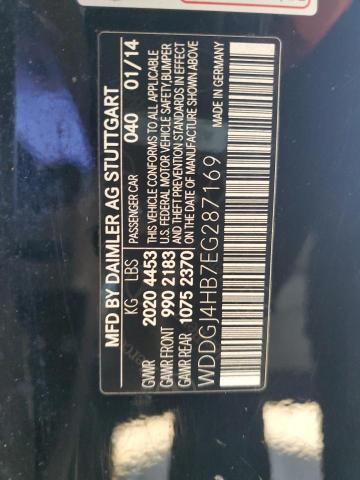 MFD BY DAIMLER AG STUTTGART
PASSENGER CAR 040 01/14
KG LBS
THIS VEHICLE CONFORMS TO ALL APPLICABLE
GAWR 2020 4453
U.S. FEDERAL MOTOR VEHICLE SAFETY, BUMPER
GAWR FRONT 990 2183
AND THEFT PREVENTION STANDARDS IN EFFECT
GAWR REAR 1075 2370
ON THE DATE OF MANUFACTURE SHOWN ABOVE
WDDGJ4HB7EG287169
MADE IN GERMANY